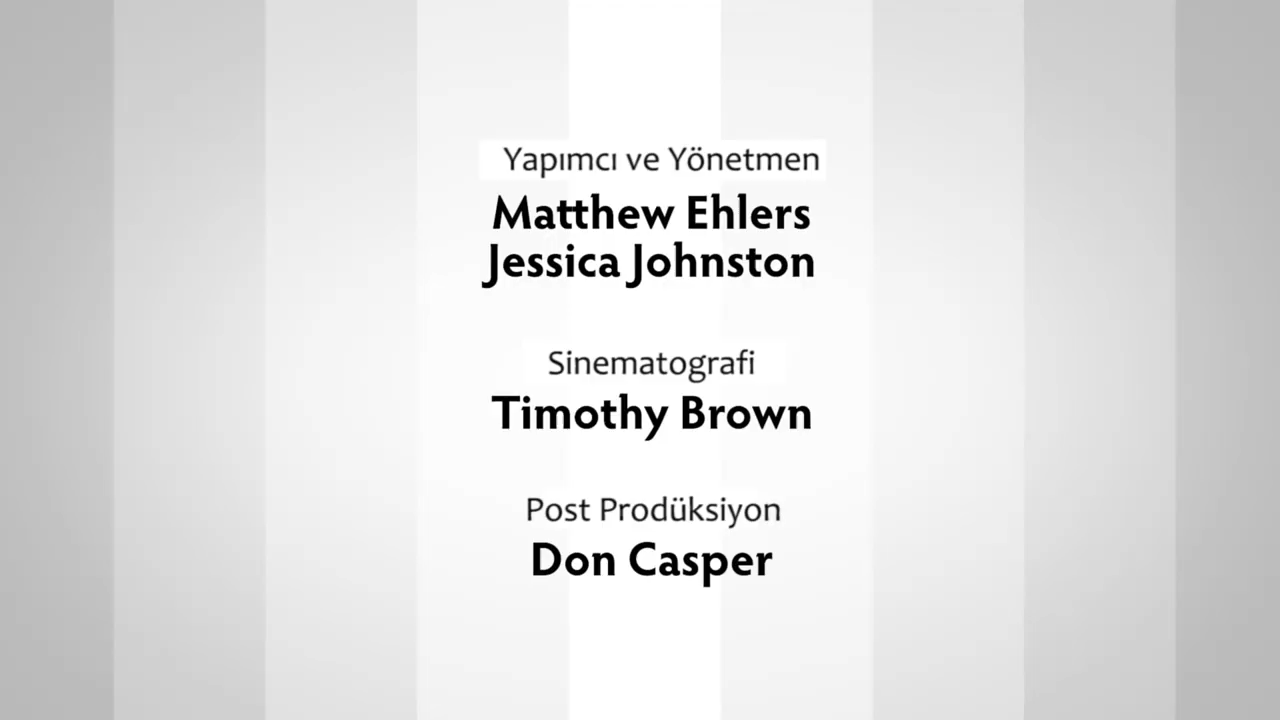 Yapımcı ve Yönetmen
Matthew Ehlers
Jessica Johnston
Sinematografi
Timothy Brown
Post Prodüksiyon
Don Casper